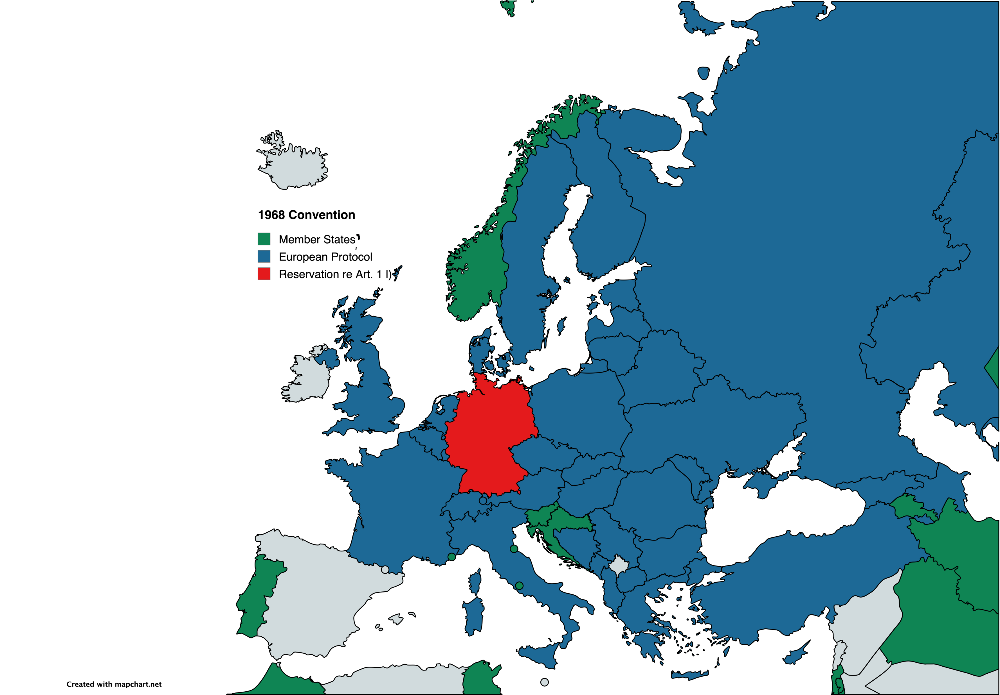 1968 Convention
Member States
European Protocol
Reservation re Art. 1 l)
Created with mapchart.net